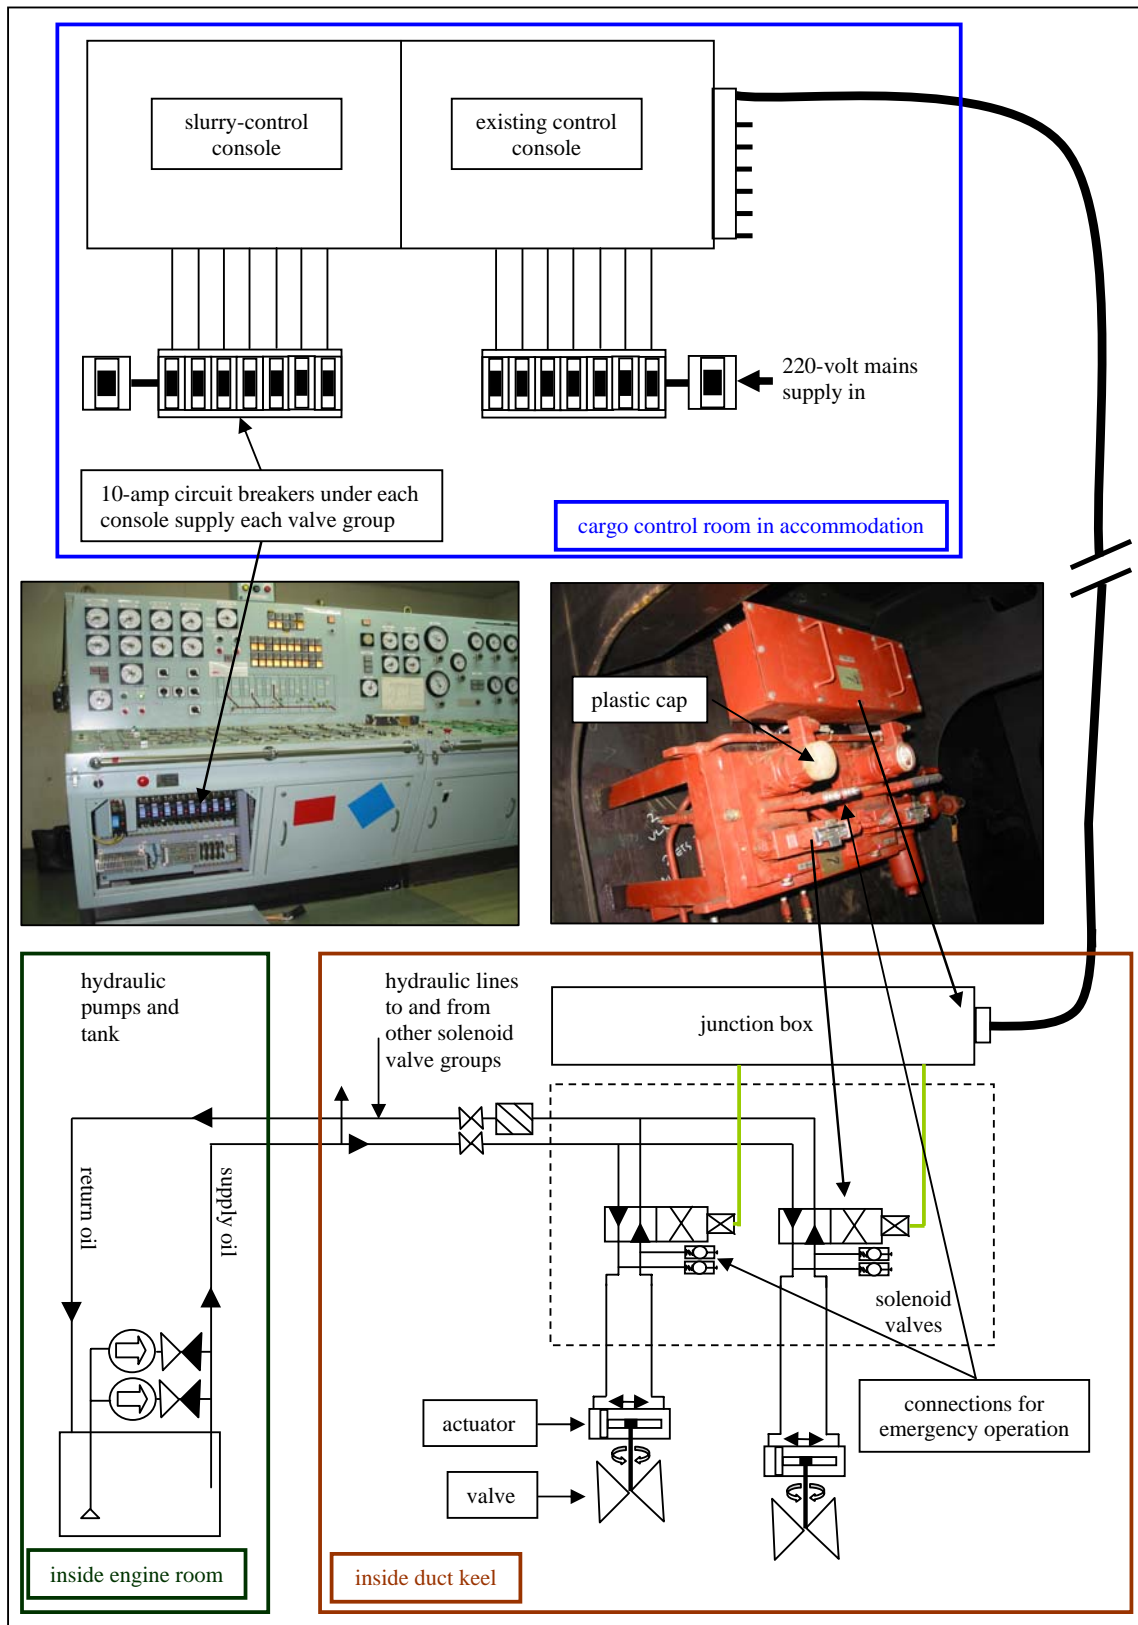 slurry-control
console
existing control
console
220-volt mains
supply in
10-amp circuit breakers under each
console supply each valve group
cargo control room in accommodation
plastic cap
hydraulic
pumps and
tank
hydraulic lines
to and from
other solenoid
valve groups
junction box
return oil
supply oil
solenoid
valves
actuator
valve
connections for
emergency operation
inside engine room
inside duct keel